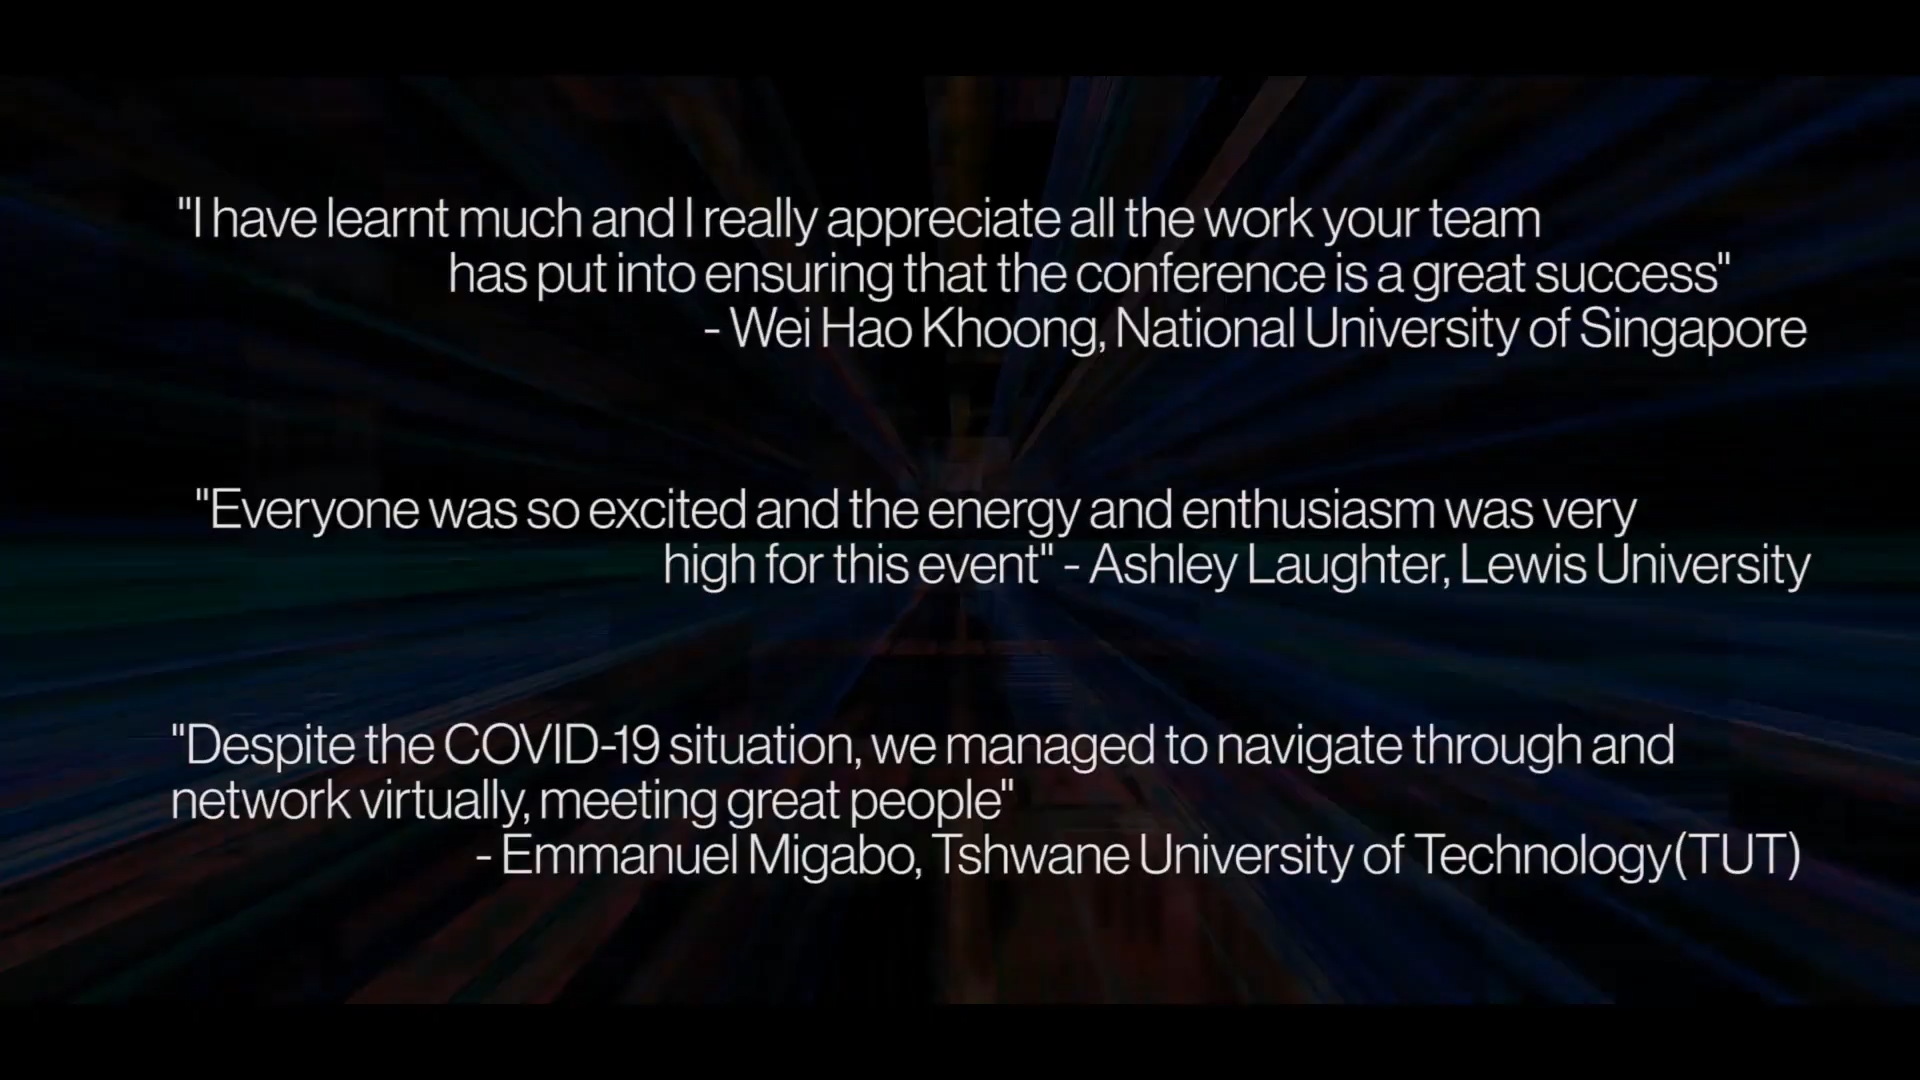 "I have learnt much and I really appreciate all the work your team
has put into ensuring that the conference is a great success"
- Wei Hao Khoong, National University of Singapore
"Everyone was so excited and the energy and enthusiasm was very
high for this event" - Ashley Laughter, Lewis University
"Despite the COVID-19 situation, we managed to navigate through and
network virtually, meeting great people"
- Emmanuel Migabo, Tshwane University of Technology(TUT)